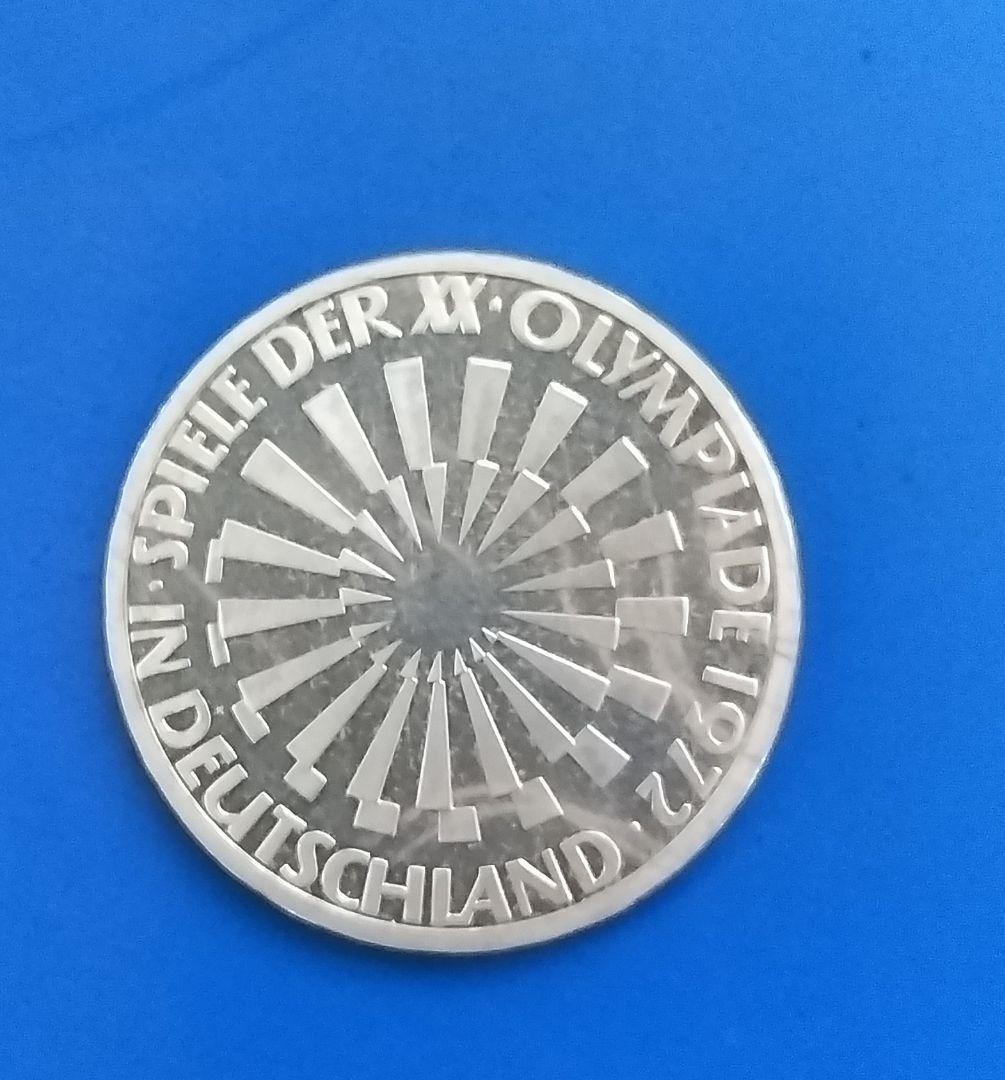 SPIELE DER XX · OLYMPIADE 1972 · IN DEUTSCHLAND ·